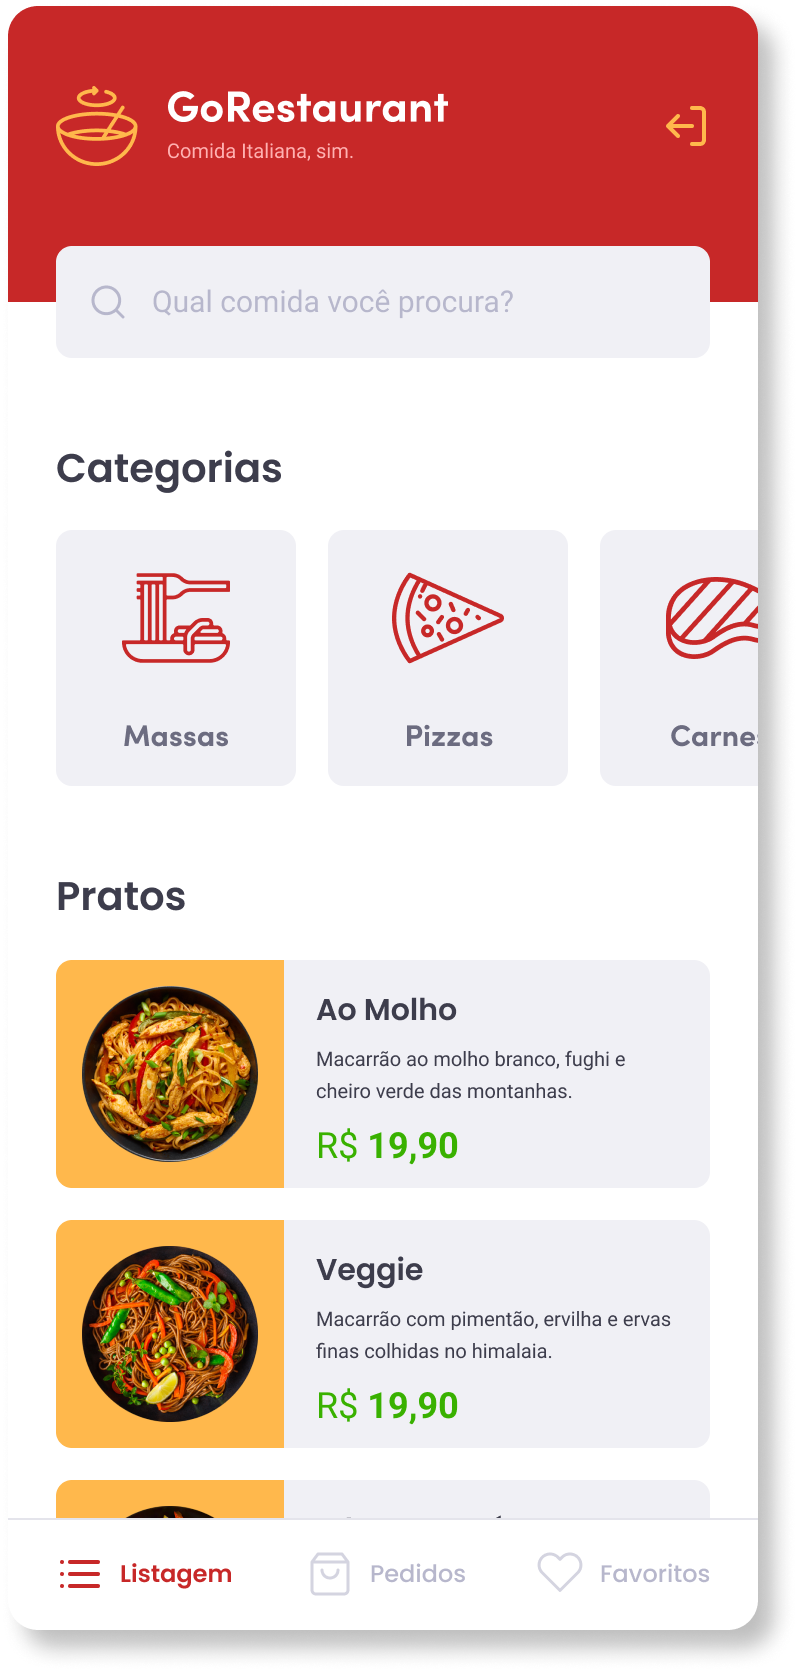 GoRestaurant
Comida Italiana, sim.
Qual comida você procura?
Categorias
Massas
Pizzas
Carne
Pratos
Ao Molho
Macarrão ao molho branco, fughi e
cheiro verde das montanhas.
R$ 19,90
Veggie
Macarrão com pimentão, ervilha e ervas
finas colhidas no himalaia.
R$ 19,90
Listagem
Pedidos
Favoritos